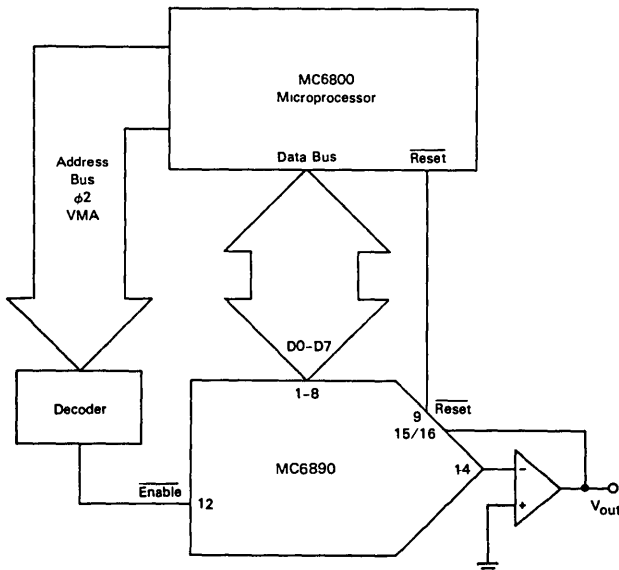 MC6800
Microprocessor
Data Bus
Reset
Address
Bus
φ2
VMA
D0-D7
1-8
Decoder
9
Reset
15/16
MC6890
14
Enable
12
-
+
Vout